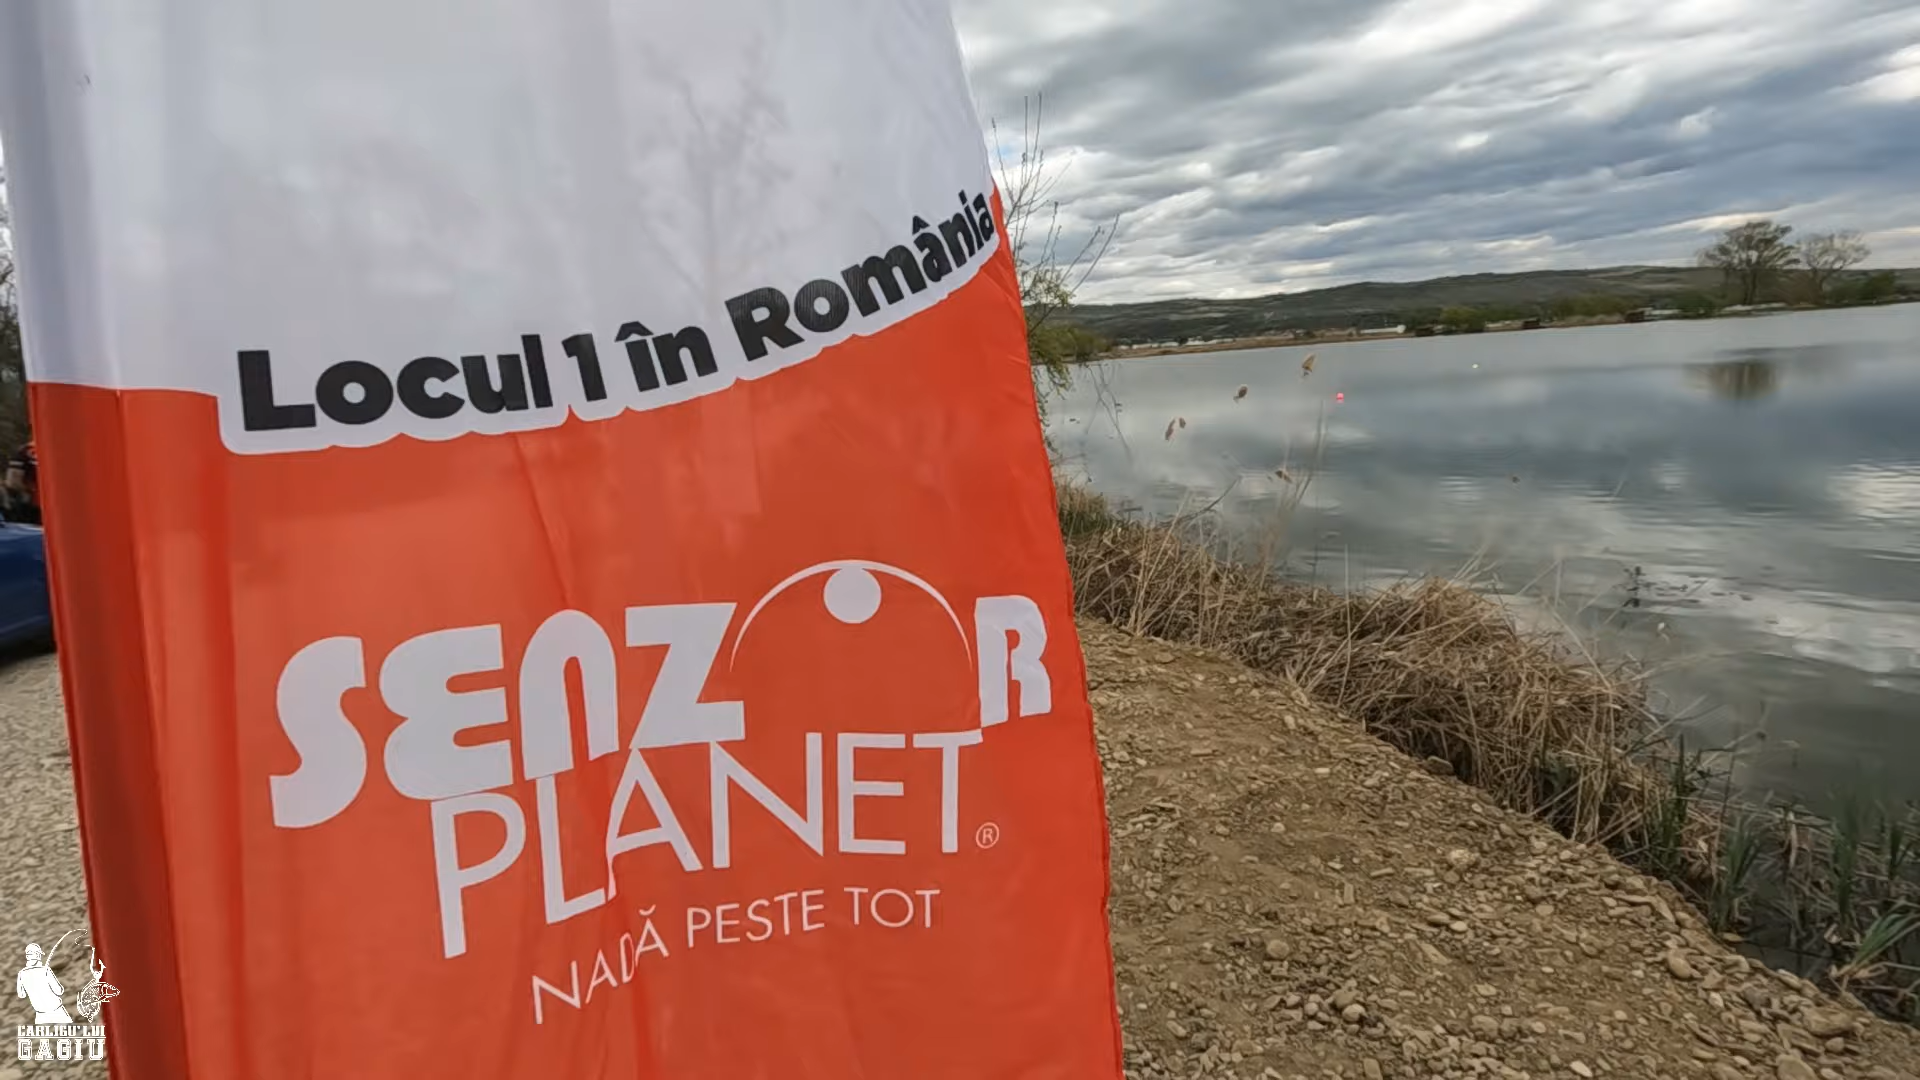 Locul 1 în România
SENZOR
PLANET®
NADĂ PESTE TOT
CARLIGU'LUI
GAGIU